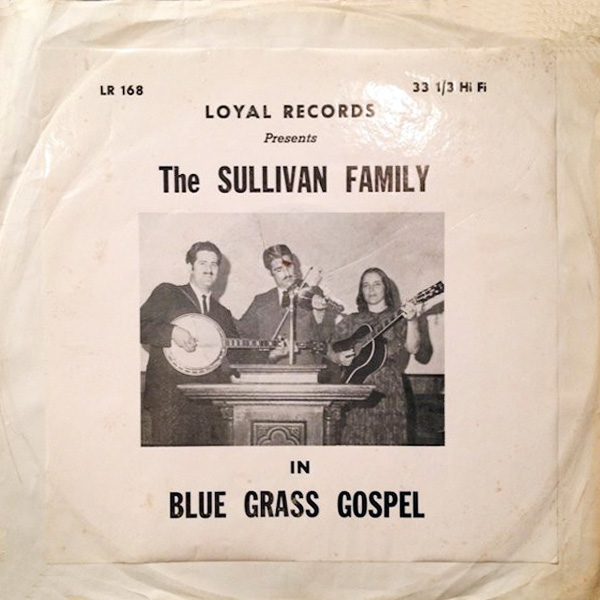 LR 168 33 1/3 Hi Fi
LOYAL RECORDS
Presents
The SULLIVAN FAMILY
IN
BLUE GRASS GOSPEL